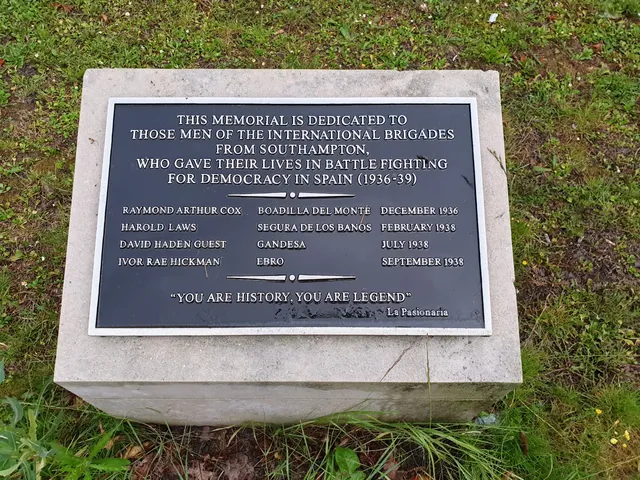 THIS MEMORIAL IS DEDICATED TO
THOSE MEN OF THE INTERNATIONAL BRIGADES
FROM SOUTHAMPTON,
WHO GAVE THEIR LIVES IN BATTLE FIGHTING
FOR DEMOCRACY IN SPAIN (1936-39)
RAYMOND ARTHUR COX BOADILLA DEL MONTE DECEMBER 1936
HAROLD LAWS SEGURA DE LOS BANOS FEBRUARY 1938
DAVID HADEN GUEST GANDESA JULY 1938
IVOR RAE HICKMAN EBRO SEPTEMBER 1938
"YOU ARE HISTORY, YOU ARE LEGEND"
La Pasionaria